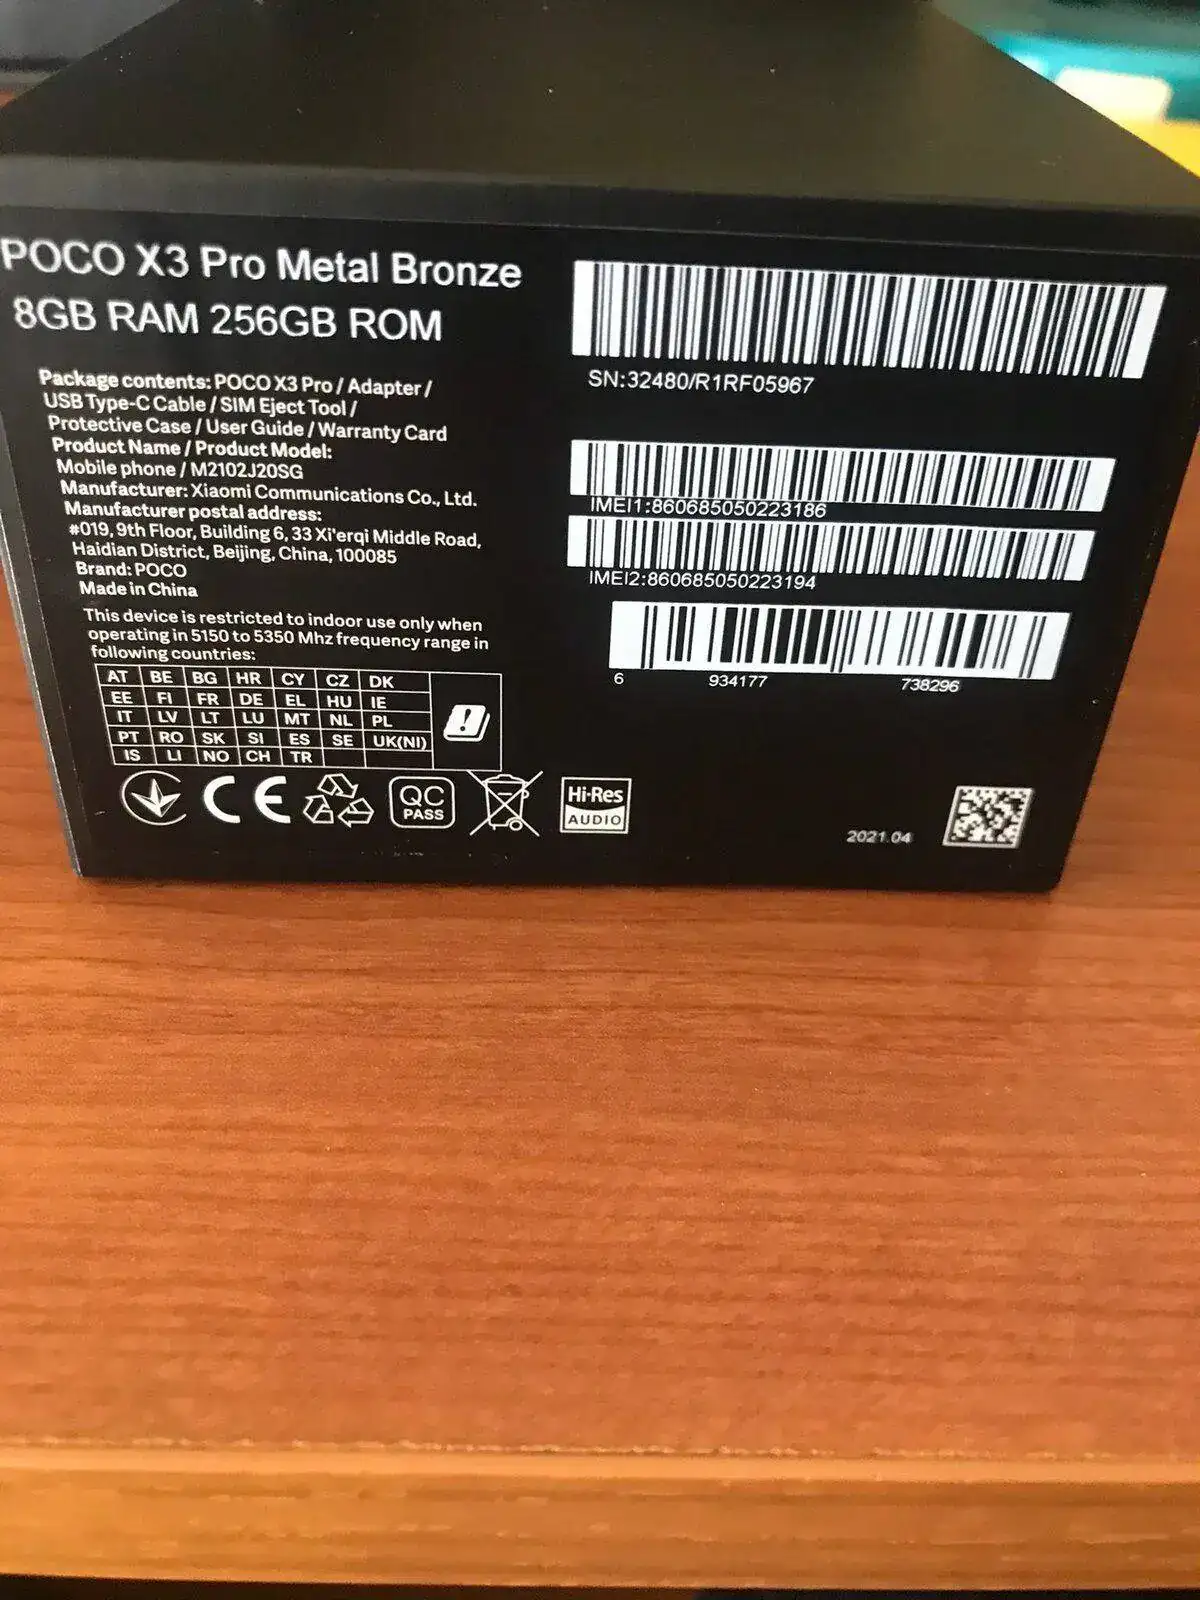 POCO X3 Pro Metal Bronze
8GB RAM 256GB ROM
Package contents: POCO X3 Pro / Adapter /
USB Type-C Cable / SIM Eject Tool /
Protective Case / User Guide / Warranty Card
Product Name / Product Model:
Mobile phone / M2102J20SG
Manufacturer: Xiaomi Communications Co., Ltd.
Manufacturer postal address:
#019, 9th Floor, Building 6, 33 Xi'erqi Middle Road,
Haidian District, Beijing, China, 100085
Brand: POCO
Made in China
This device is restricted to indoor use only when
operating in 5150 to 5350 Mhz frequency range in
following countries:
AT BE BG HR CY CZ DK
EE FI FR DE EL HU IE
IT LV LT LU MT NL PL
PT RO SK SI ES SE UK(NI)
IS LI NO CH TR
CE
QC
PASS
Hi-Res
AUDIO
SN:32480/R1RF05967
IMEI1:860685050223186
IMEI2:860685050223194
6 934177 738296
2021.04